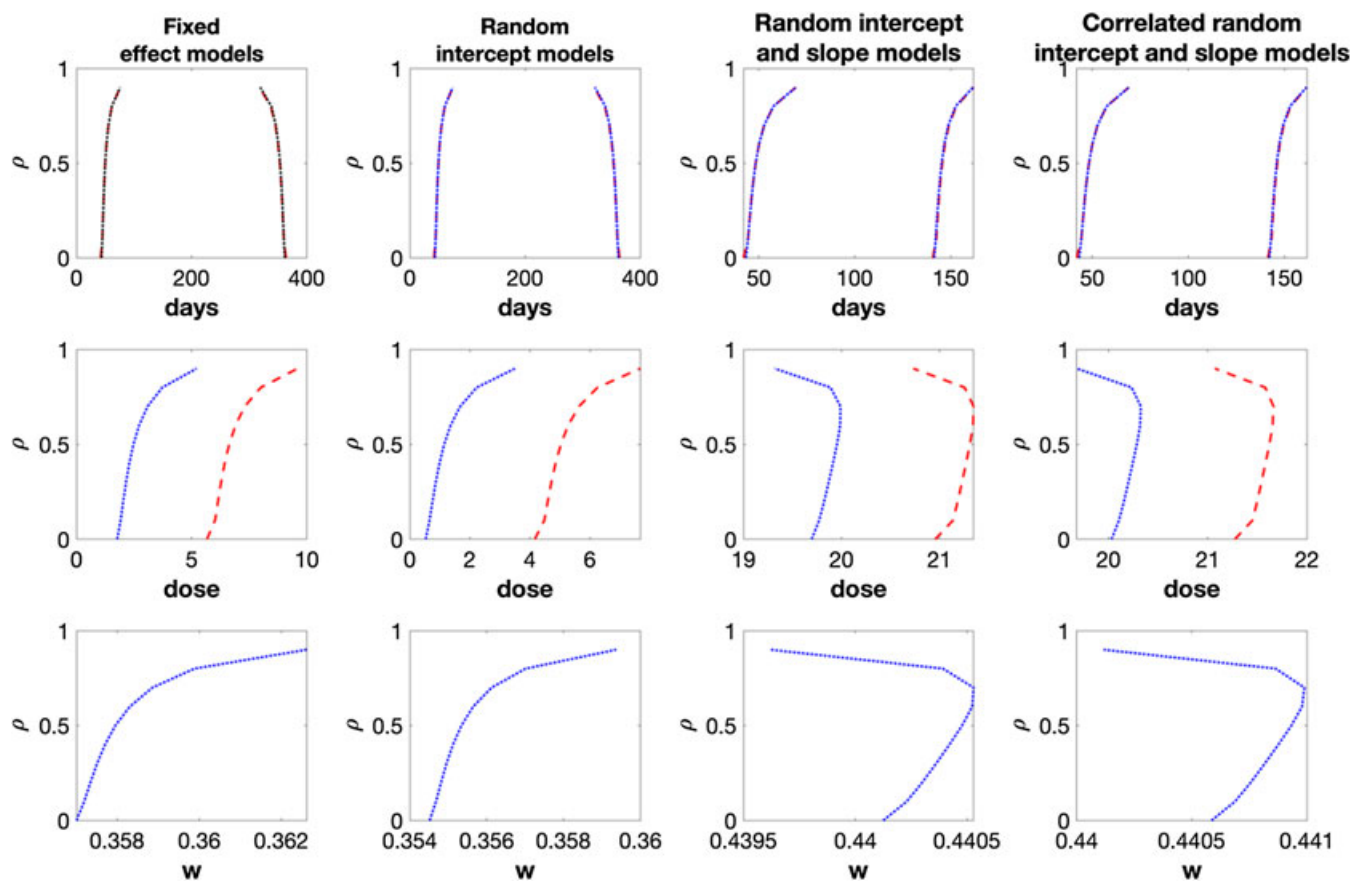 Fixed
effect models
Random
intercept models
Random intercept
and slope models
Correlated random
intercept and slope models
1
0.5
0
ρ
0 200 400
days
1
0.5
0
ρ
0 200 400
days
1
0.5
0
ρ
50 100 150
days
1
0.5
0
ρ
50 100 150
days
1
0.5
0
ρ
0 5 10
dose
1
0.5
0
ρ
0 2 4 6
dose
1
0.5
0
ρ
19 20 21
dose
1
0.5
0
ρ
20 21 22
dose
1
0.5
0
ρ
0.358 0.36 0.362
w
1
0.5
0
ρ
0.354 0.356 0.358 0.36
w
1
0.5
0
ρ
0.4395 0.44 0.4405
w
1
0.5
0
ρ
0.44 0.4405 0.441
w